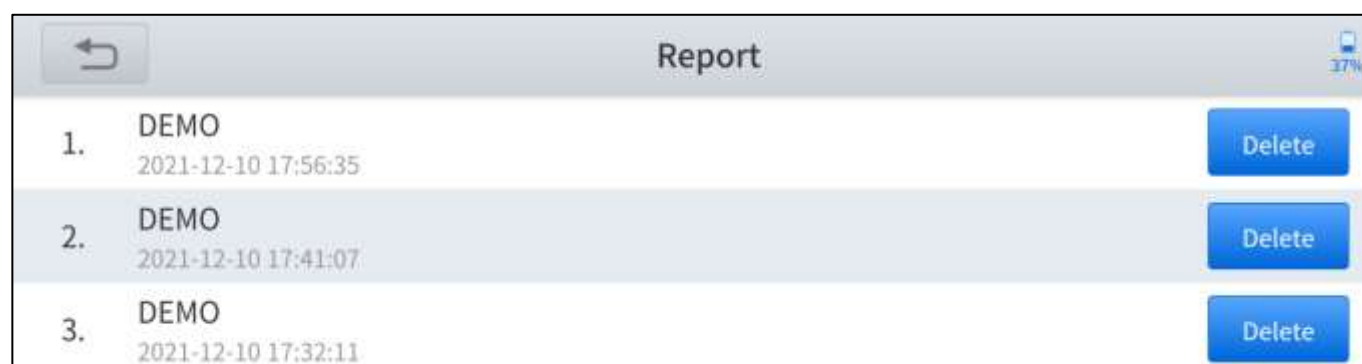 Report
37%
1.
DEMO
2021-12-10 17:56:35
Delete
2.
DEMO
2021-12-10 17:41:07
Delete
3.
DEMO
2021-12-10 17:32:11
Delete